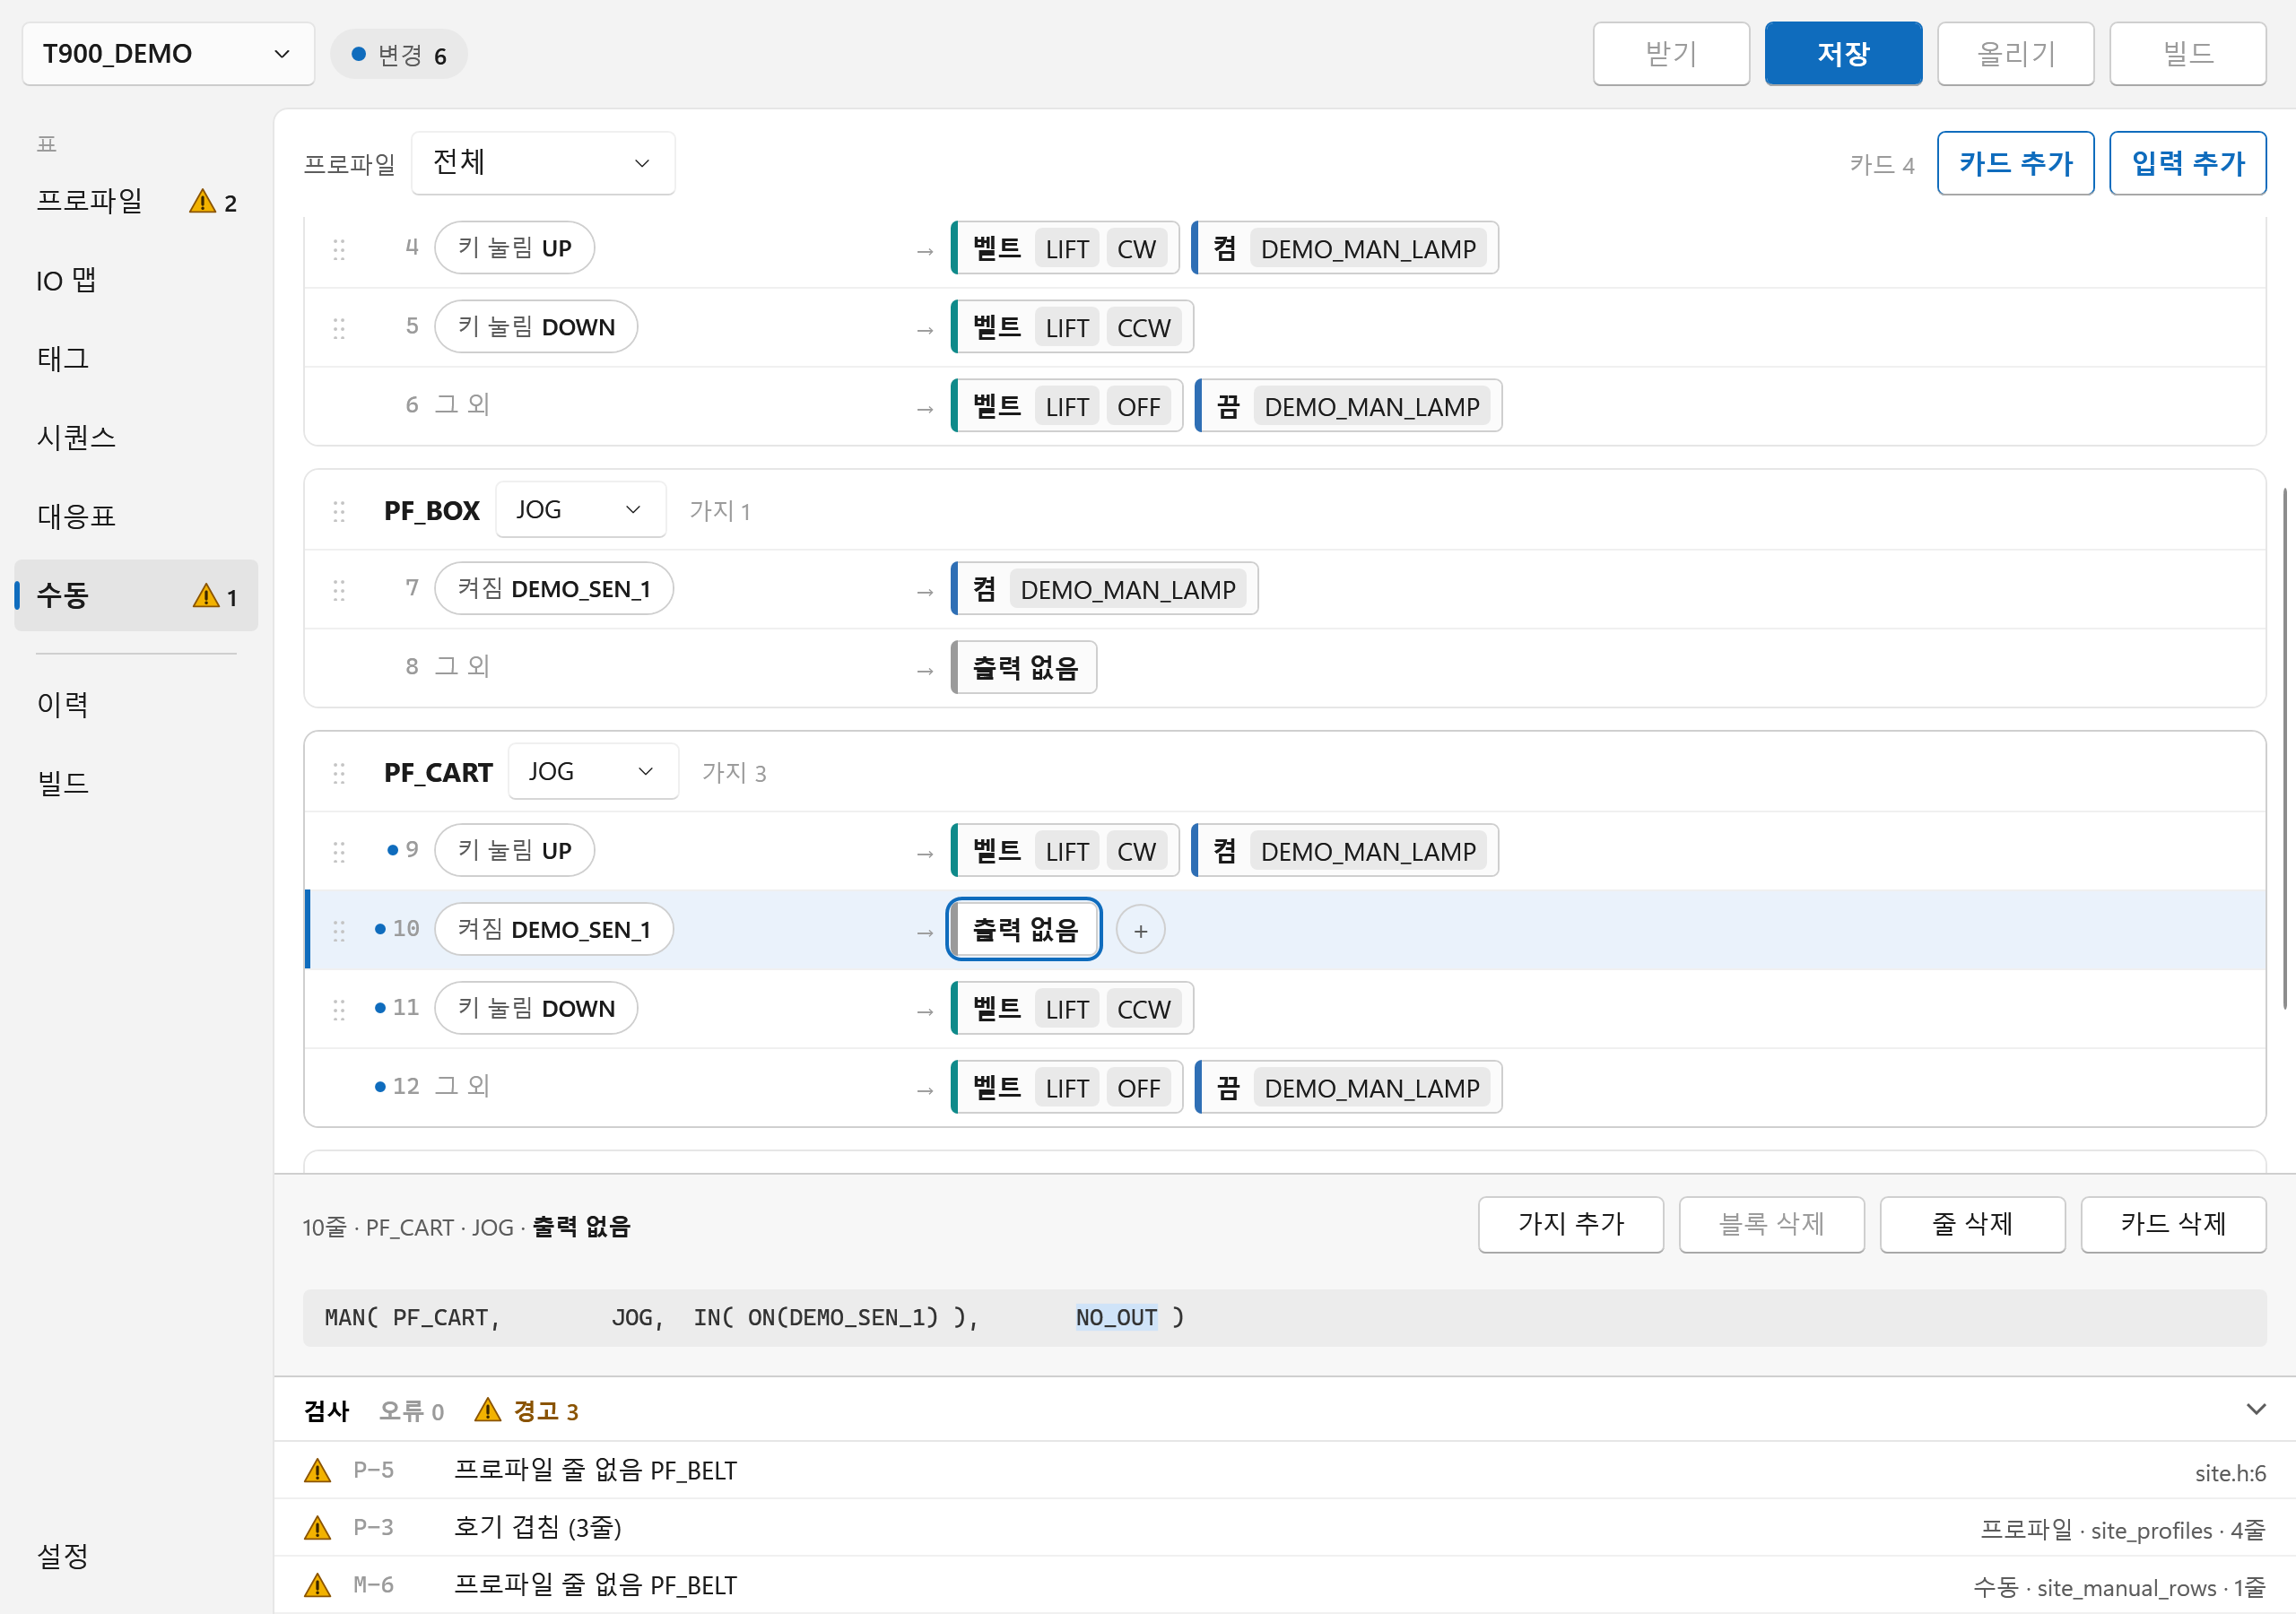 T900_DEMO
변경 6
받기
저장
올리기
빌드
표
프로파일 2
IO 맵
태그
시퀀스
대응표
수동 1
이력
빌드
설정
프로파일 전체
카드 4
카드 추가
입력 추가
4 키 눌림 UP → 벨트 LIFT CW 켬 DEMO_MAN_LAMP
5 키 눌림 DOWN → 벨트 LIFT CCW
6 그 외 → 벨트 LIFT OFF 끔 DEMO_MAN_LAMP
PF_BOX JOG 가지 1
7 켜짐 DEMO_SEN_1 → 켬 DEMO_MAN_LAMP
8 그 외 → 출력 없음
PF_CART JOG 가지 3
9 키 눌림 UP → 벨트 LIFT CW 켬 DEMO_MAN_LAMP
10 켜짐 DEMO_SEN_1 → 출력 없음 +
11 키 눌림 DOWN → 벨트 LIFT CCW
12 그 외 → 벨트 LIFT OFF 끔 DEMO_MAN_LAMP
10줄 · PF_CART · JOG · 출력 없음
가지 추가
블록 삭제
줄 삭제
카드 삭제
MAN( PF_CART, JOG, IN( ON(DEMO_SEN_1) ), NO_OUT )
검사 오류 0 경고 3
P-5 프로파일 줄 없음 PF_BELT site.h:6
P-3 호기 겹침 (3줄) 프로파일 · site_profiles · 4줄
M-6 프로파일 줄 없음 PF_BELT 수동 · site_manual_rows · 1줄